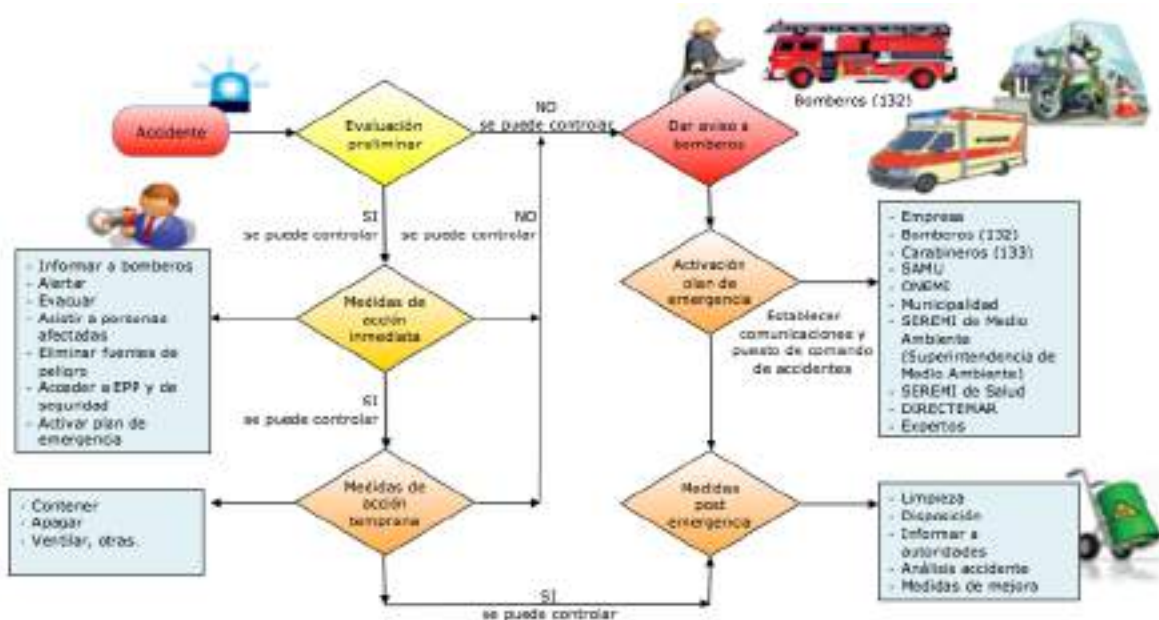 Bomberos (132)
Accidente
Evaluación
preliminar
NO
se puede controlar
Dar aviso a
bomberos
SI
se puede controlar
NO
se puede controlar
- Informar a bomberos
- Alertar
- Evacuar
- Asistir a personas
afectadas
- Eliminar fuentes de
peligro
- Acceder a EPP y de
seguridad
- Activar plan de
emergencia
Medidas de
acción
inmediata
Activación
plan de
emergencia
Establecer
comunicaciones y
puesto de comando
de accidentes
- Empresa
- Bomberos (132)
- Carabineros (133)
- SAMU
- ONEMI
- Municipalidad
- SEREMI de Medio
Ambiente
(Superintendencia de
Medio Ambiente)
- SEREMI de Salud
- DIRECTEMAR
- Expertos
SI
se puede controlar
- Contener
- Apagar
- Ventilar, otras.
Medidas de
acción
temprana
Medidas
post
emergencia
- Limpieza
- Disposición
- Informar a
autoridades
- Análisis accidente
- Medidas de mejora
SI
se puede controlar